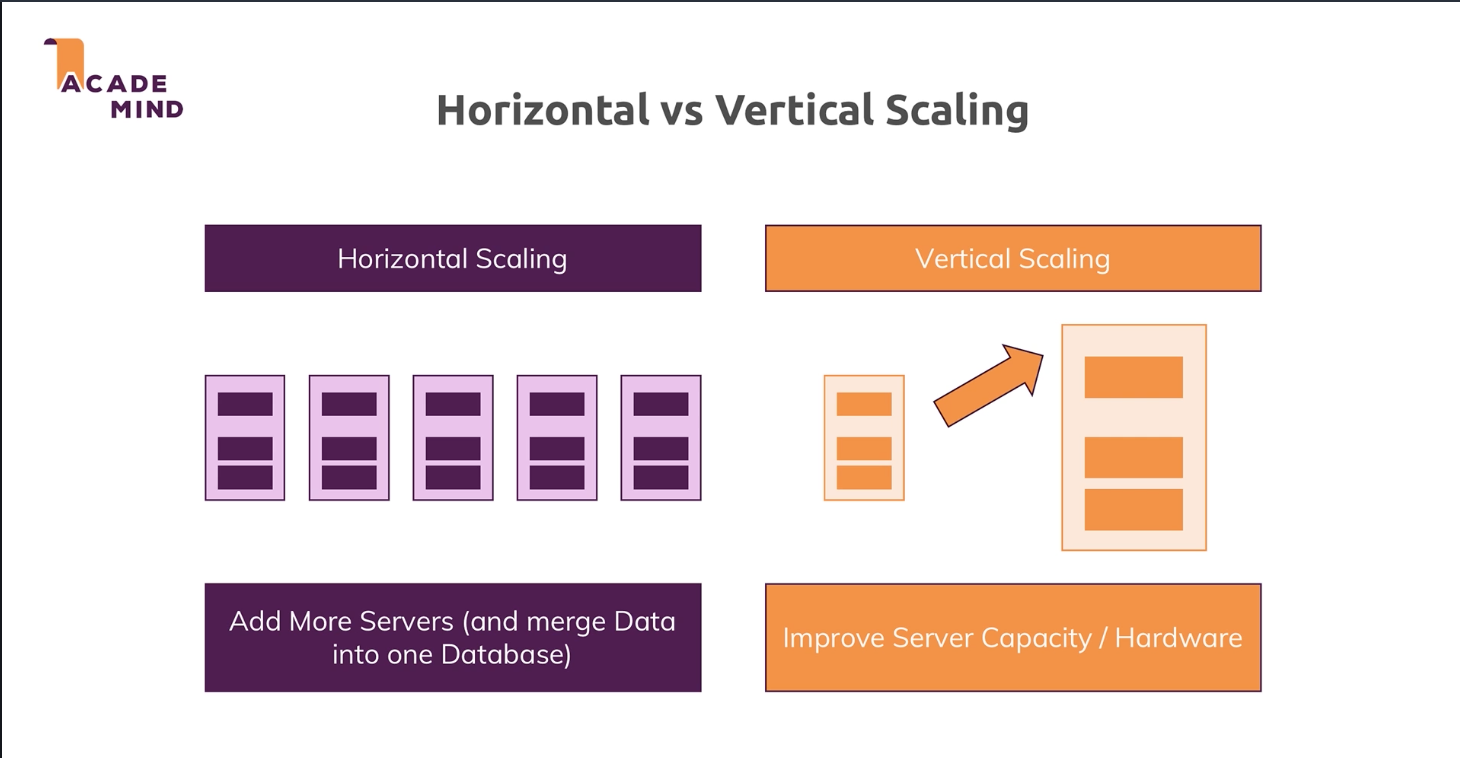 ACADE
MIND
Horizontal vs Vertical Scaling
Horizontal Scaling
Vertical Scaling
Add More Servers (and merge Data
into one Database)
Improve Server Capacity / Hardware